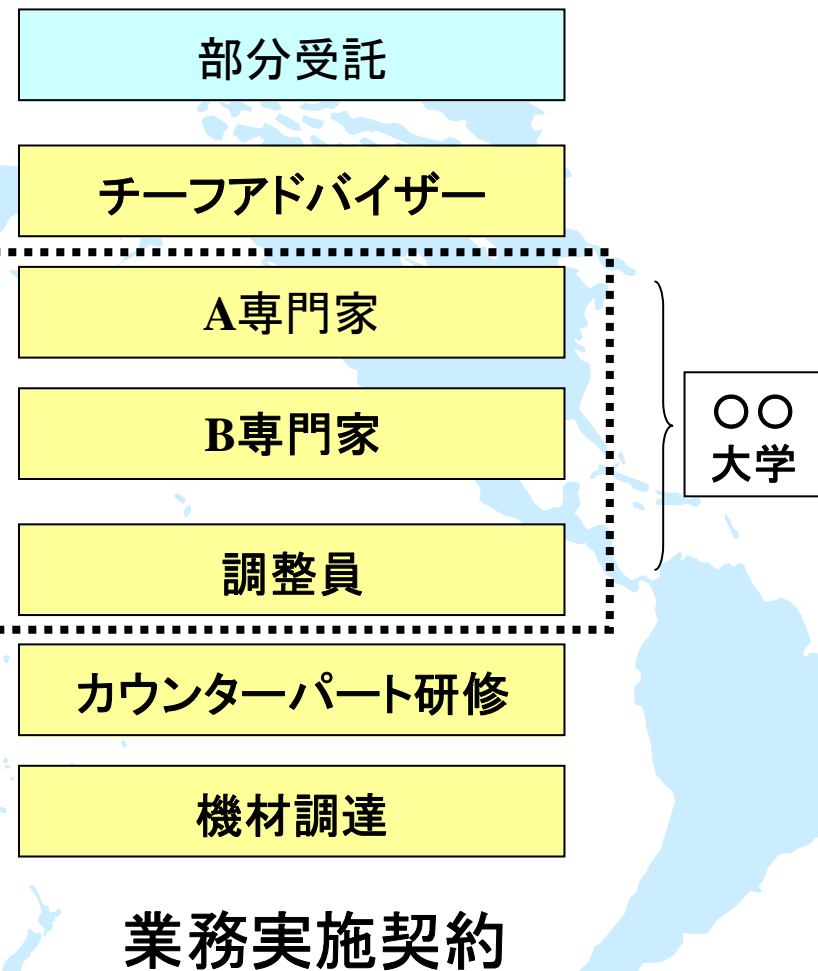 部分受託
チーフアドバイザー
A専門家
B専門家
調整員
カウンターパート研修
機材調達
〇〇
大学
業務実施契約